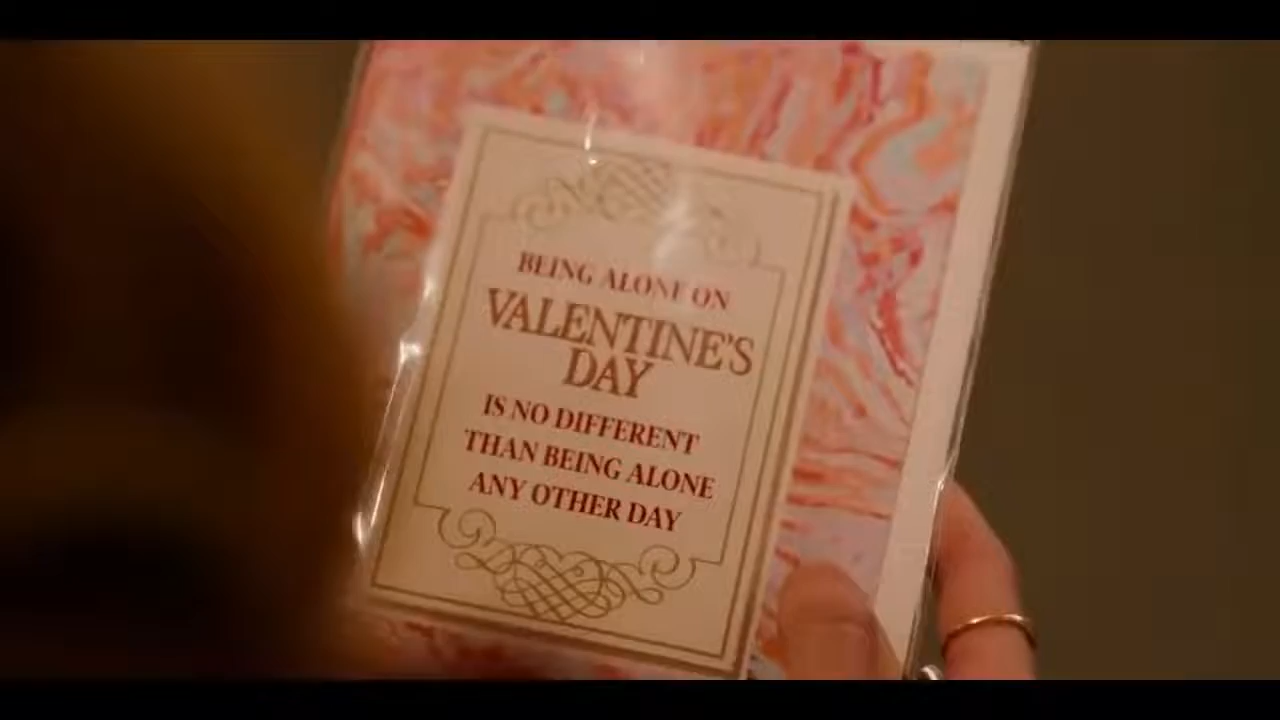 BEING ALONE ON
VALENTINE'S
DAY
IS NO DIFFERENT
THAN BEING ALONE
ANY OTHER DAY